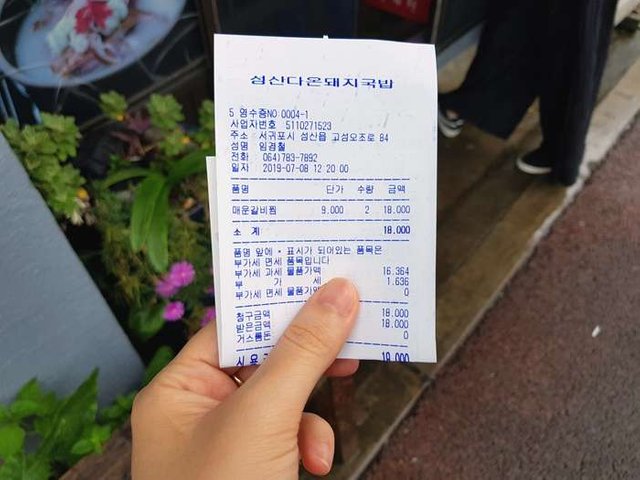 성산다온돼지국밥
5 영수증NO 0004-1
사업자번호 5110271523
주소 서귀포시 성산읍 고성오조로 84
성명 임경철
전화 064)783-7892
날짜 2019-07-08 12 20 00
품명 단가 수량 금액
매운갈비찜 9.000 2 18.000
소 계 18.000
품명 앞에 * 표시가 되어있는 품목은
부가세 면세 품목입니다
부가세 과세 물품가액 16.364
부 가 세 1.636
부가세 면세 물품가액 0
청구금액 18.000
받은금액 18.000
거스름돈 0
18.000